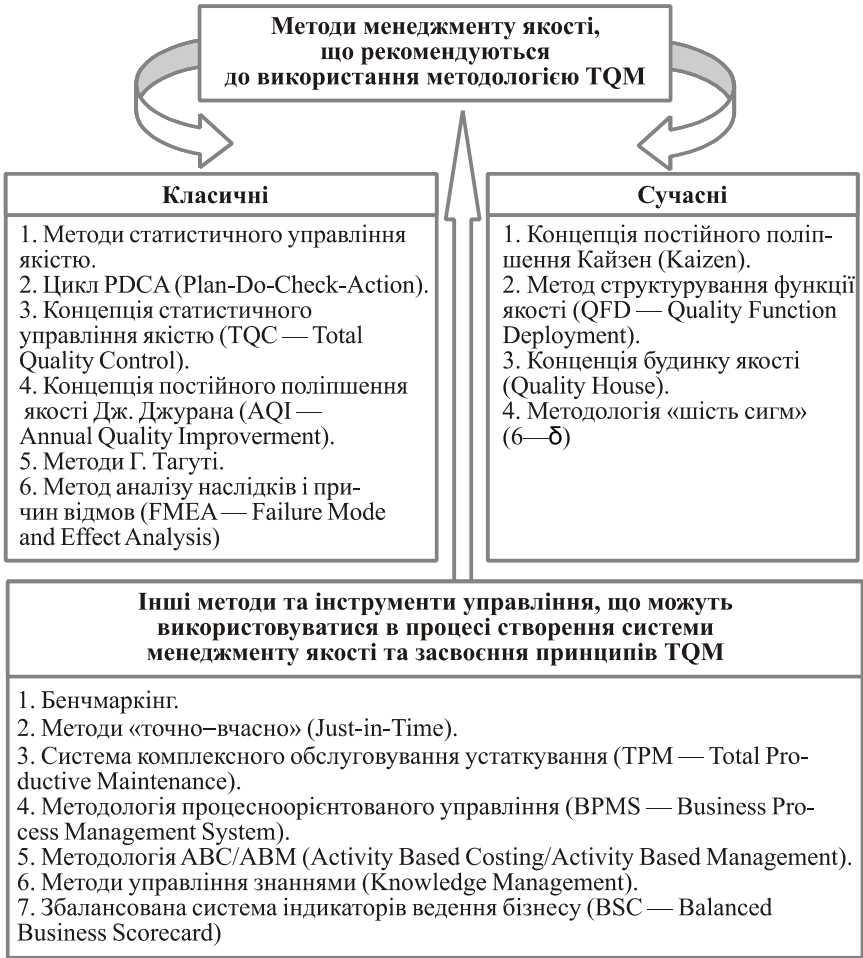 Методи менеджменту якості,
що рекомендуються
до використання методологією TQM
Класичні
1. Методи статистичного управління
якістю.
2. Цикл PDCA (Plan-Do-Check-Action).
3. Концепція статистичного
управління якістю (TQC — Total
Quality Control).
4. Концепція постійного поліпшення
якості Дж. Джурана (AQI —
Annual Quality Improverment).
5. Методи Г. Тагуті.
6. Метод аналізу наслідків і при-
чин відмов (FMEA — Failure Mode
and Effect Analysis)
Сучасні
1. Концепція постійного поліп-
шення Кайзен (Kaizen).
2. Метод структурування функції
якості (QFD — Quality Function
Deployment).
3. Конценція будинку якості
(Quality House).
4. Методологія «шість сигм»
(6—δ)
Інші методи та інструменти управління, що можуть
використовуватися в процесі створення системи
менеджменту якості та засвоєння принципів TQM
1. Бенчмаркінг.
2. Методи «точно–вчасно» (Just-in-Time).
3. Система комплексного обслуговування устаткування (TPM — Total Pro-
ductive Maintenance).
4. Методологія процесноорієнтованого управління (BPMS — Business Pro-
cess Management System).
5. Методологія ABC/ABM (Activity Based Costing/Activity Based Management).
6. Методи управління знаннями (Knowledge Management).
7. Збалансована система індикаторів ведення бізнесу (BSC — Balanced
Business Scorecard)